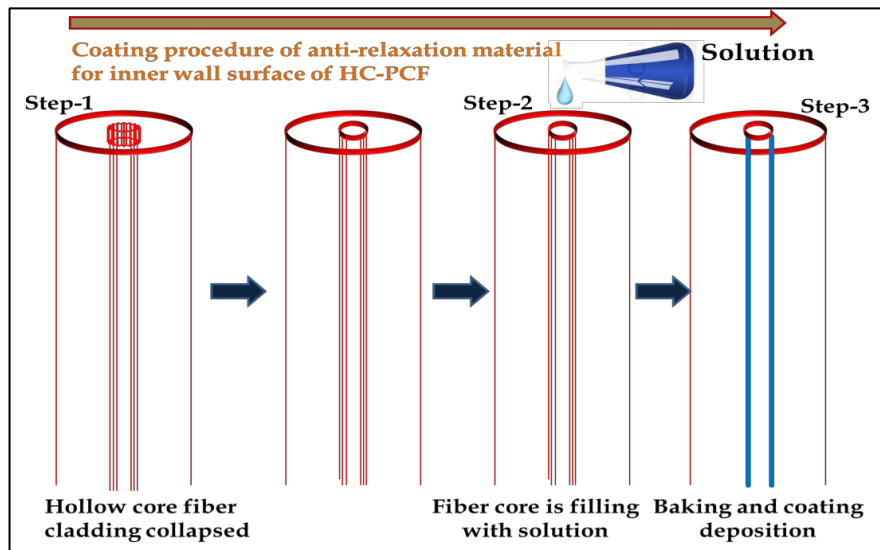 Coating procedure of anti-relaxation material
for inner wall surface of HC-PCF
Solution
Step-1
Step-2
Step-3
Hollow core fiber
cladding collapsed
Fiber core is filling
with solution
Baking and coating
deposition